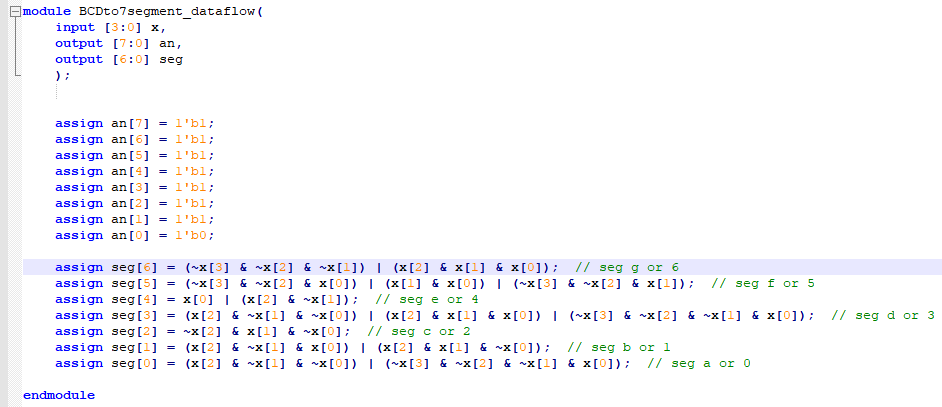 module BCDto7segment_dataflow(
input [3:0] x,
output [7:0] an,
output [6:0] seg
);
assign an[7] = 1'b1;
assign an[6] = 1'b1;
assign an[5] = 1'b1;
assign an[4] = 1'b1;
assign an[3] = 1'b1;
assign an[2] = 1'b1;
assign an[1] = 1'b1;
assign an[0] = 1'b0;
assign seg[6] = (~x[3] & ~x[2] & ~x[1]) | (x[2] & x[1] & x[0]); // seg g or 6
assign seg[5] = (~x[3] & ~x[2] & x[0]) | (x[1] & x[0]) | (~x[3] & ~x[2] & x[1]); // seg f or 5
assign seg[4] = x[0] | (x[2] & ~x[1]); // seg e or 4
assign seg[3] = (x[2] & ~x[1] & ~x[0]) | (x[2] & x[1] & x[0]) | (~x[3] & ~x[2] & ~x[1] & x[0]); // seg d or 3
assign seg[2] = ~x[2] & x[1] & ~x[0]; // seg c or 2
assign seg[1] = (x[2] & ~x[1] & x[0]) | (x[2] & x[1] & ~x[0]); // seg b or 1
assign seg[0] = (x[2] & ~x[1] & ~x[0]) | (~x[3] & ~x[2] & ~x[1] & x[0]); // seg a or 0
endmodule